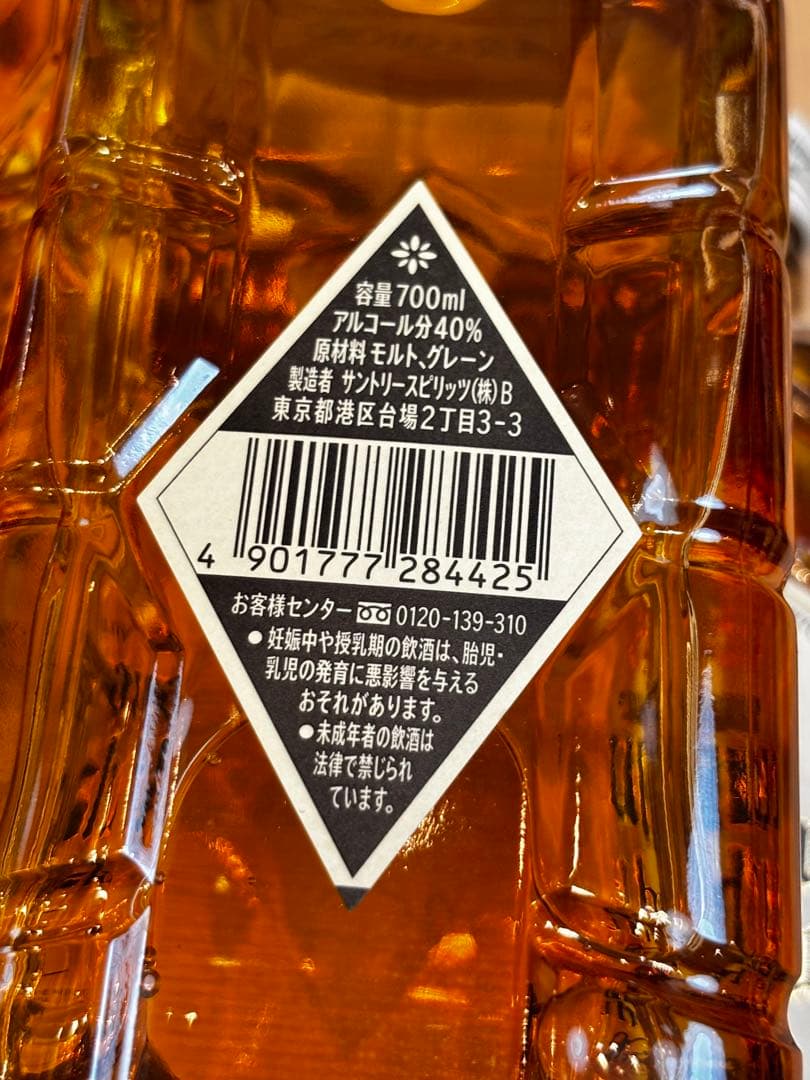 容量700ml
アルコール分40%
原材料 モルト、グレーン
製造者 サントリースピリッツ(株)B
東京都港区台場2丁目3-3
4 901777 284425
お客様センター 0120-139-310
● 妊娠中や授乳期の飲酒は、胎児・
乳児の発育に悪影響を与える
おそれがあります。
● 未成年者の飲酒は
法律で禁じられ
ています。